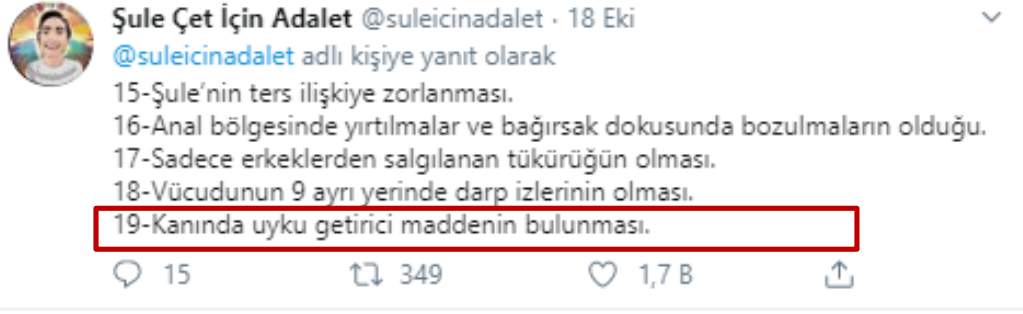 Şule Çet İçin Adalet @suleicinadalet · 18 Eki
@suleicinadalet adlı kişiye yanıt olarak
15-Şule'nin ters ilişkiye zorlanması.
16-Anal bölgesinde yırtılmalar ve bağırsak dokusunda bozulmaların olduğu.
17-Sadece erkeklerden salgılanan tükürüğün olması.
18-Vücudunun 9 ayrı yerinde darp izlerinin olması.
19-Kanında uyku getirici maddenin bulunması.
15 349 1,7 B